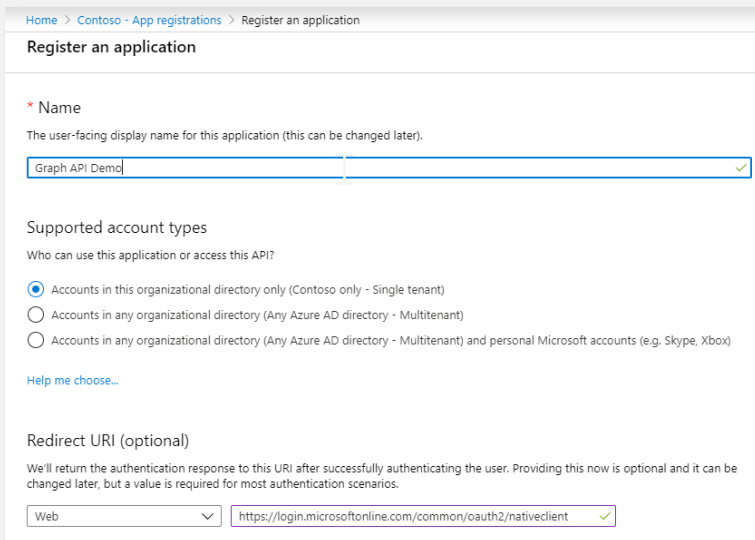 Home > Contoso - App registrations > Register an application
Register an application
* Name
The user-facing display name for this application (this can be changed later).
Graph API Demo
Supported account types
Who can use this application or access this API?
Accounts in this organizational directory only (Contoso only - Single tenant)
Accounts in any organizational directory (Any Azure AD directory - Multitenant)
Accounts in any organizational directory (Any Azure AD directory - Multitenant) and personal Microsoft accounts (e.g. Skype, Xbox)
Help me choose...
Redirect URI (optional)
We'll return the authentication response to this URI after successfully authenticating the user. Providing this now is optional and it can be
changed later, but a value is required for most authentication scenarios.
Web https://login.microsoftonline.com/common/oauth2/nativeclient